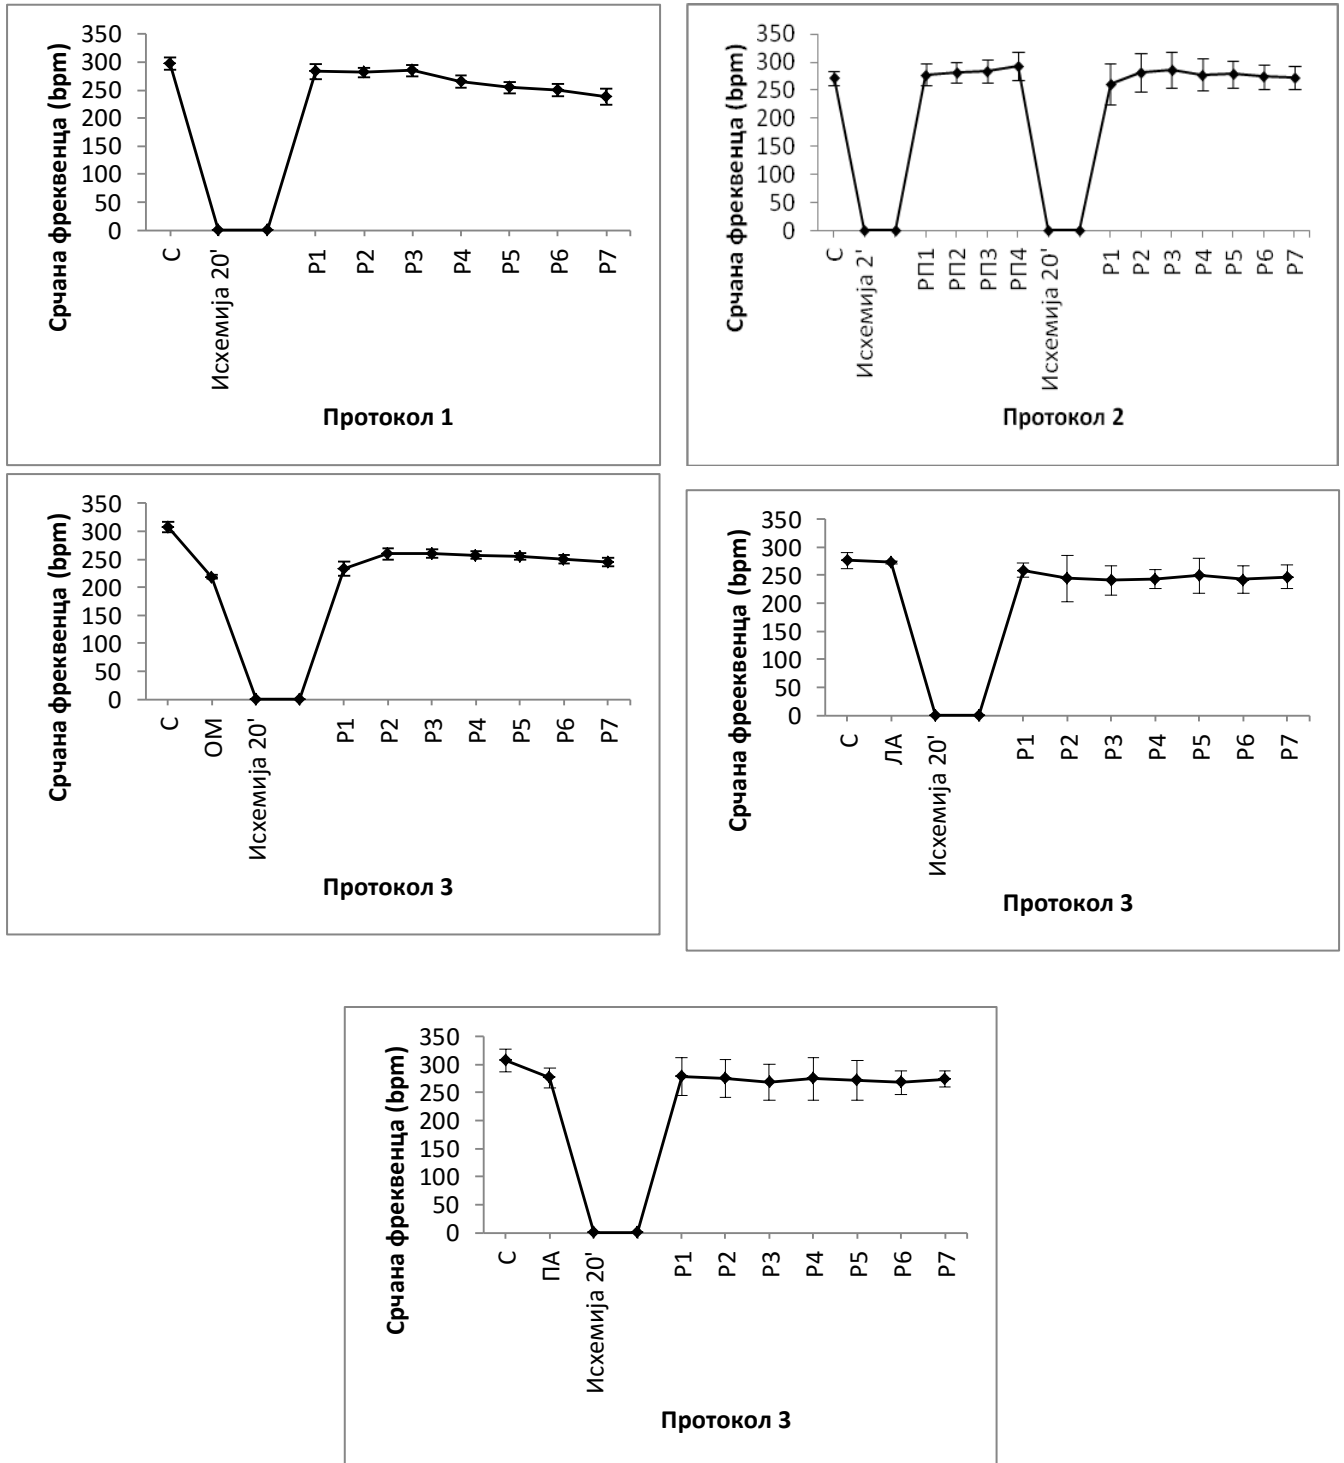 Срчана фреквенца (bpm)
350
300
250
200
150
100
50
0
С
Исхемија 20'
Р1
Р2
Р3
Р4
Р5
Р6
Р7
Протокол 1
Срчана фреквенца (bpm)
350
300
250
200
150
100
50
0
С
Исхемија 2'
РП1
РП2
РП3
РП4
Исхемија 20'
Р1
Р2
Р3
Р4
Р5
Р6
Р7
Протокол 2
Срчана фреквенца (bpm)
350
300
250
200
150
100
50
0
С
ОМ
Исхемија 20'
Р1
Р2
Р3
Р4
Р5
Р6
Р7
Протокол 3
Срчана фрееквенца (bpm)
350
300
250
200
150
100
50
0
С
ЛА
Исхемија 20'
Р1
Р2
Р3
Р4
Р5
Р6
Р7
Протокол 3
Срчана фреквенца (bpm)
350
300
250
200
150
100
50
0
С
ПА
Исхемија 20'
Р1
Р2
Р3
Р4
Р5
Р6
Р7
Протокол 3